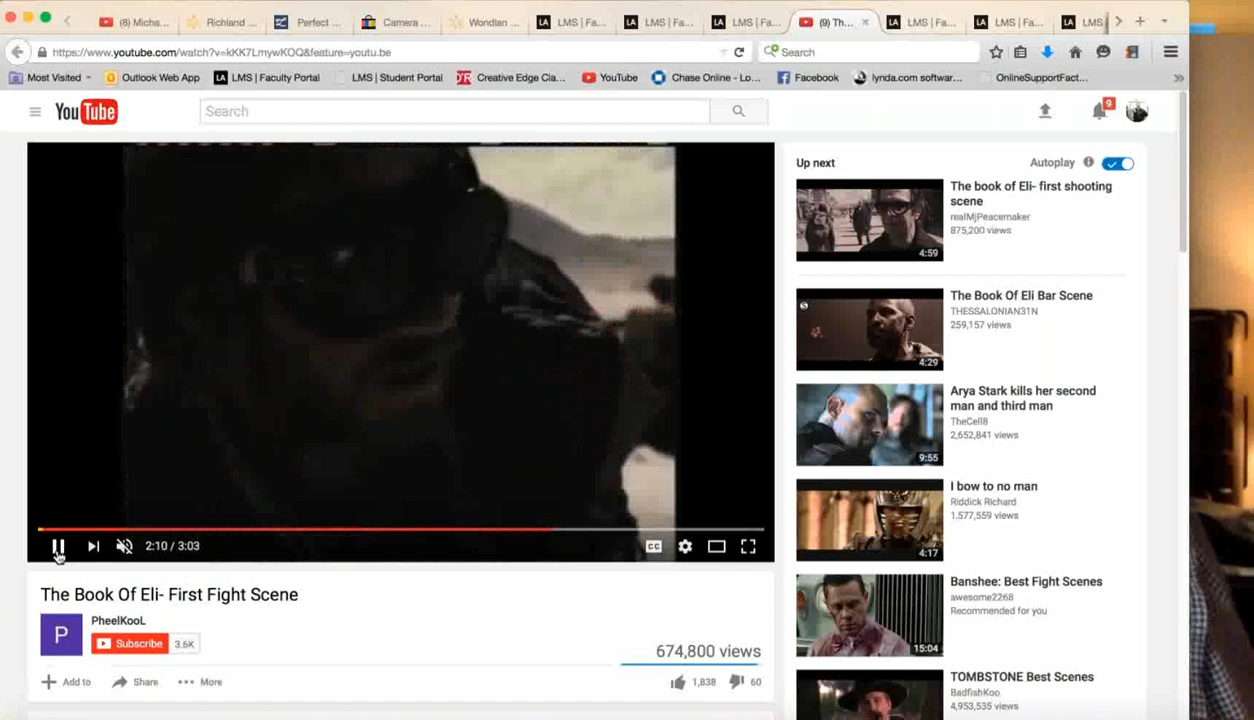 (6) Micha...
Richland ...
Perfect ...
Camera ...
Wondlan ...
LMS | Fa...
LMS | Fa...
LMS | Fa...
(9) Th...
LMS | Fa...
LMS | Fa...
LMS
https://www.youtube.com/watch?v=kKK7LmywKOQ&feature=youtu.be
Search
Most Visited
Outlook Web App
LMS | Faculty Portal
LMS | Student Portal
Creative Edge Cla...
YouTube
Chase Online - Lo...
Facebook
lynda.com softwar...
OnlineSupportFact...
YouTube
Search
9
Up next
Autoplay
The book of Eli- first shooting
scene
realMjPeacemaker
875,200 views
4:59
The Book Of Eli Bar Scene
THESSALONIAN31N
259,157 views
4:29
Arya Stark kills her second
man and third man
TheCell8
2,652,841 views
9:55
I bow to no man
Riddick Richard
1,577,559 views
4:17
Banshee: Best Fight Scenes
awesome2268
Recommended for you
15:04
TOMBSTONE Best Scenes
BadfishKoo
4,953,535 views
2:10 / 3:03
CC
The Book Of Eli- First Fight Scene
P
PheelKooL
Subscribe 3.6K
674,800 views
Add to
Share
More
1,838
60